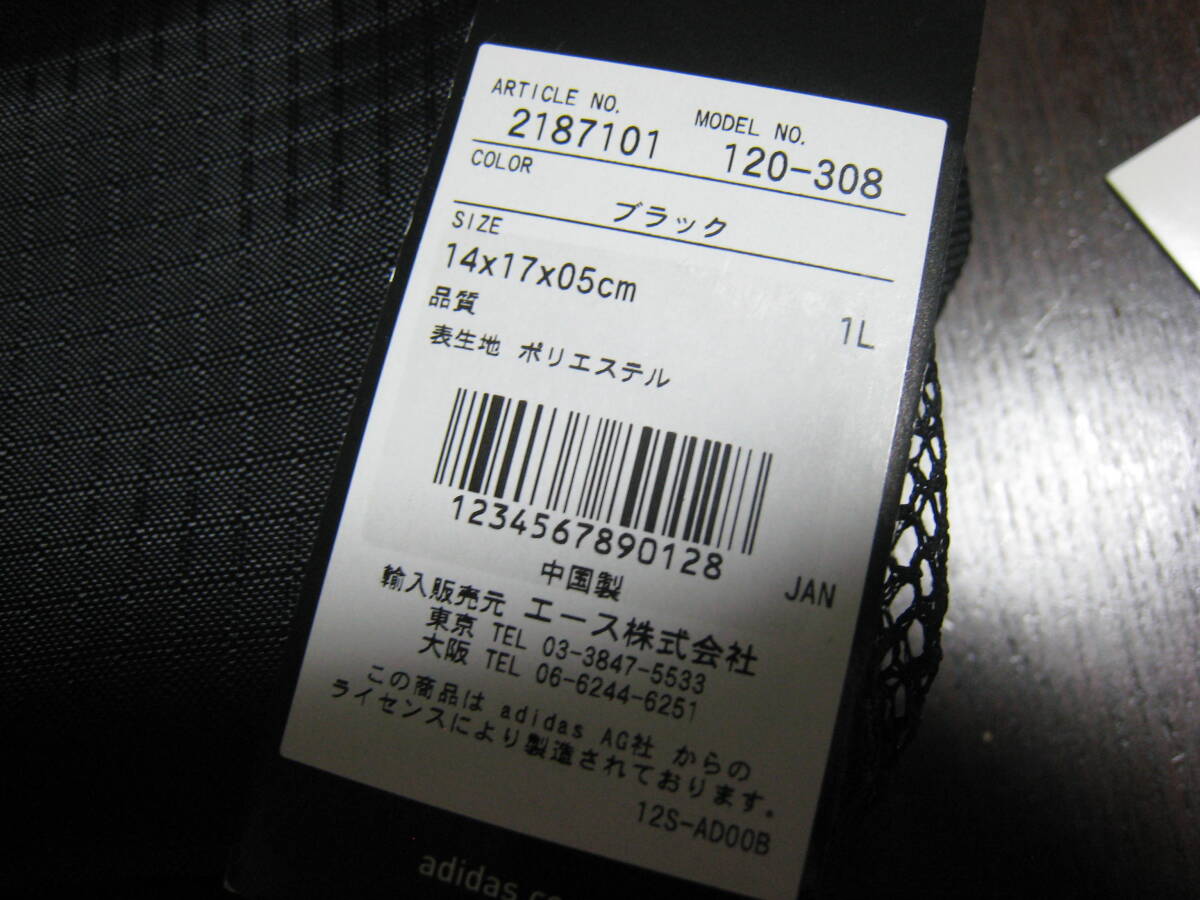 ARTICLE NO. MODEL NO.
2187101 120-308
COLOR
ブラック
SIZE
14x17x05cm
1L
品質
表生地 ポリエステル
1234567890128
JAN
中国製
輸入販売元 エース株式会社
東京 TEL 03-3847-5533
大阪 TEL 06-6244-6251
この商品は adidas AG社 からの
ライセンスにより製造されております。
12S-AD00B
adidas.co